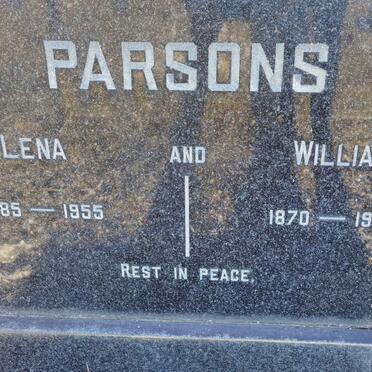 PARSONS
LENA AND WILLIA
85 — 1955 1870 — 19
REST IN PEACE.